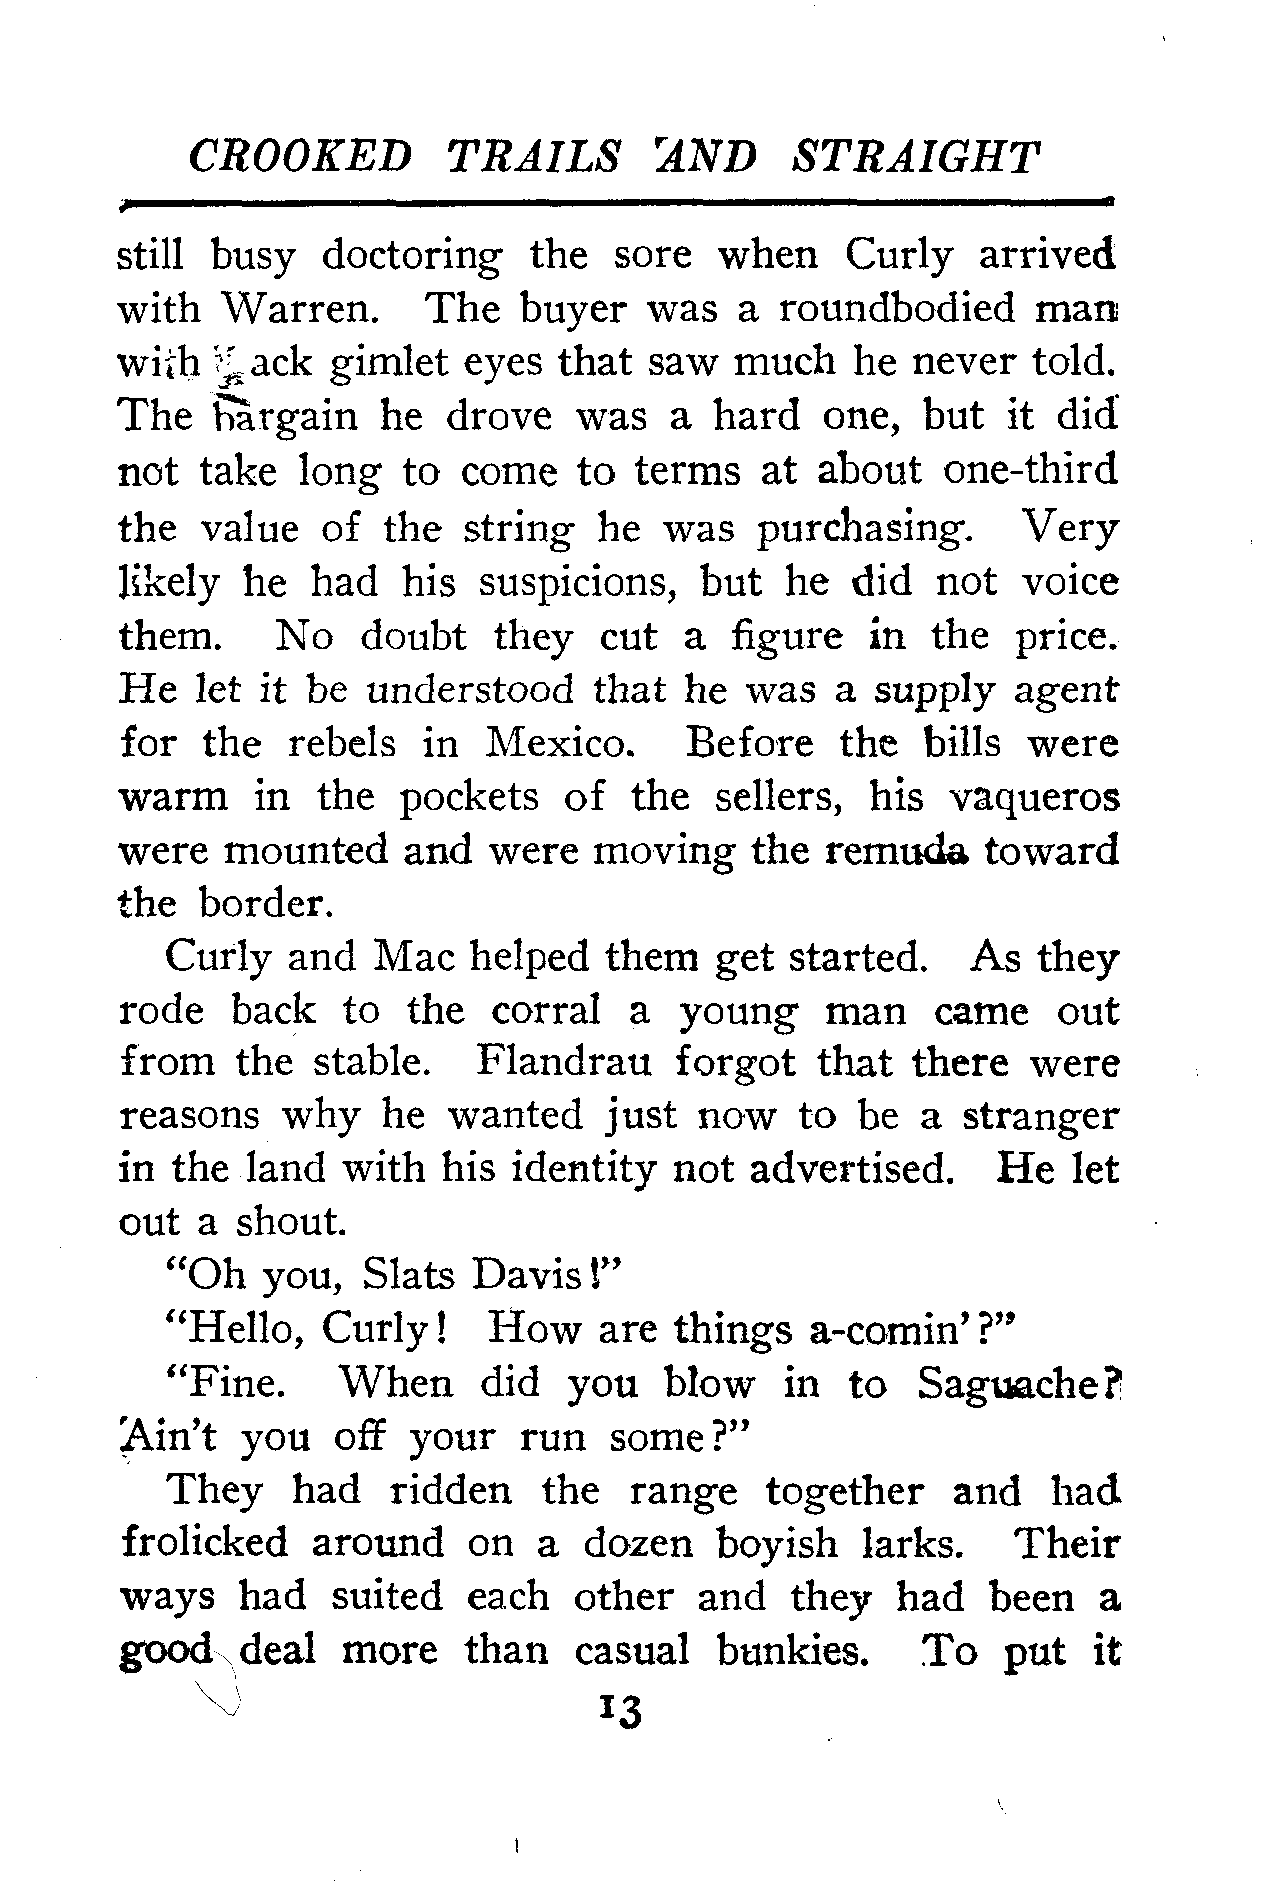 CROOKED TRAILS AND STRAIGHT
still busy doctoring the sore when Curly arrived
with Warren. The buyer was a roundbodied man
with gimlet eyes that saw much he never told.
The bargain he drove was a hard one, but it did
not take long to come to terms at about one-third
the value of the string he was purchasing. Very
likely he had his suspicions, but he did not voice
them. No doubt they cut a figure in the price.
He let it be understood that he was a supply agent
for the rebels in Mexico. Before the bills were
warm in the pockets of the sellers, his vaqueros
were mounted and were moving the remuda toward
the border.
Curly and Mac helped them get started. As they
rode back to the corral a young man came out
from the stable. Flandrau forgot that there were
reasons why he wanted just now to be a stranger
in the land with his identity not advertised. He let
out a shout.
"Oh you, Slats Davis!"
"Hello, Curly! How are things a-comin'?"
"Fine. When did you blow in to Saguache?
Ain't you off your run some?"
They had ridden the range together and had
frolicked around on a dozen boyish larks. Their
ways had suited each other and they had been a
good deal more than casual bunkies. To put it
13